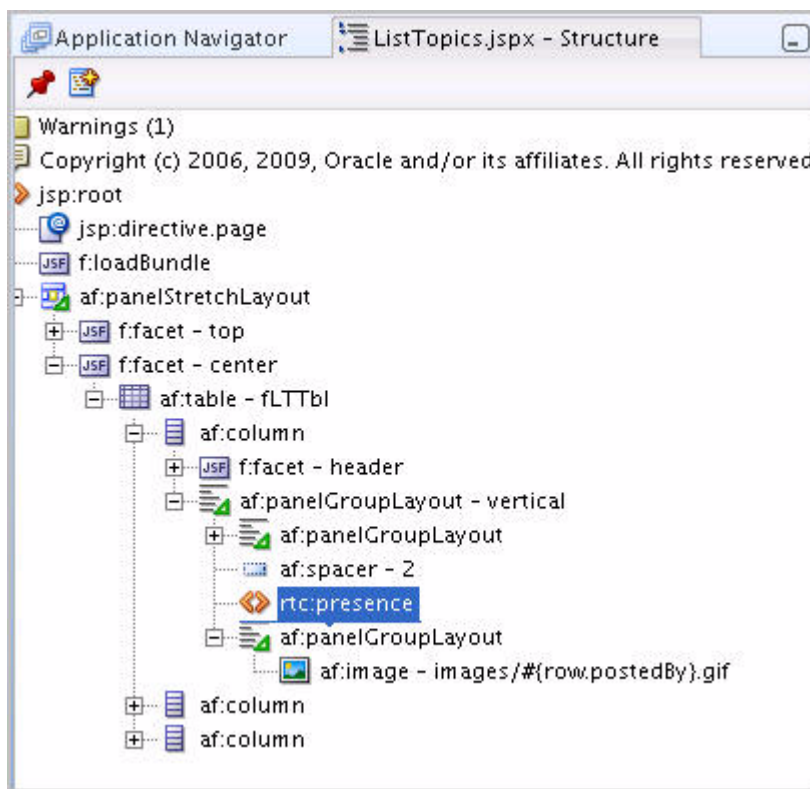 Application Navigator ListTopics.jspx - Structure
Warnings (1)
Copyright (c) 2006, 2009, Oracle and/or its affiliates. All rights reserved
jsp:root
jsp:directive.page
JSF f:loadBundle
af:panelStretchLayout
JSF f:facet - top
JSF f:facet - center
af:table - fLTTbl
af:column
JSF f:facet - header
af:panelGroupLayout - vertical
af:panelGroupLayout
af:spacer - 2
rtc:presence
af:panelGroupLayout
af:image - images/#{row.postedBy}.gif
af:column
af:column